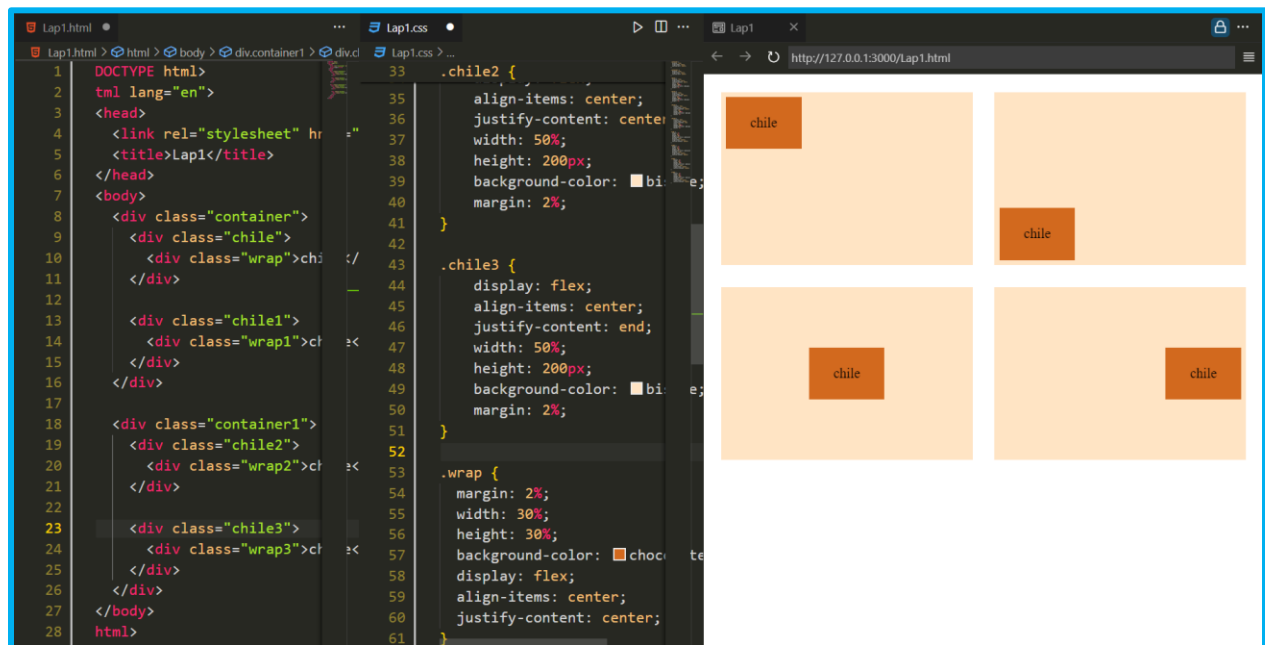 Lap1.html
Lap1.html > html > body > div.container1 >
1 DOCTYPE html>
2 tml lang="en">
3 <head>
4 <link rel="stylesheet" ="
5 <title>Lap1</title>
6 </head>
7 <body>
8 <div class="container">
9 <div class="chile">
10 <div class="wrap">
11 </div>
12
13 <div class="chile1">
14 <div class="wrap1">
15 </div>
16 </div>
17
18 <div class="container1">
19 <div class="chile2">
20 <div class="wrap2">
21 </div>
22
23 <div class="chile3">
24 <div class="wrap3">
25 </div>
26 </div>
27 </body>
28 html>
Lap1.css
Lap1.css > ...
33 .chile2 {
35 align-items: center;
36 justify-content: center
37 width: 50%;
38 height: 200px;
39 background-color:
40 margin: 2%;
41 }
42
43 .chile3 {
44 display: flex;
45 align-items: center;
46 justify-content: end;
47 width: 50%;
48 height: 200px;
49 background-color:
50 margin: 2%;
51 }
52
53 .wrap {
54 margin: 2%;
55 width: 30%;
56 height: 30%;
57 background-color:
58 display: flex;
59 align-items: center;
60 justify-content: center;
61 }
Lap1
http://127.0.0.1:3000/Lap1.html
chile
chile
chile
chile